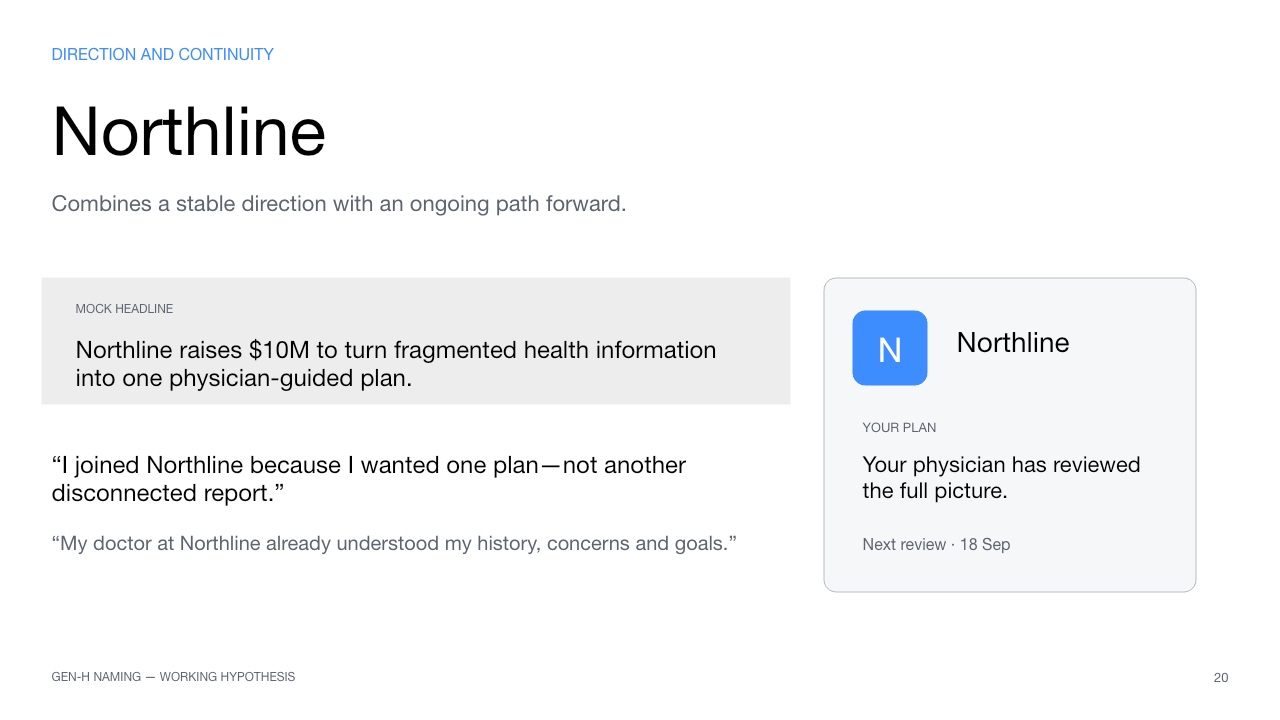 DIRECTION AND CONTINUITY
Northline
Combines a stable direction with an ongoing path forward.
MOCK HEADLINE
Northline raises $10M to turn fragmented health information
into one physician-guided plan.
“I joined Northline because I wanted one plan—not another
disconnected report.”
“My doctor at Northline already understood my history, concerns and goals.”
N
Northline
YOUR PLAN
Your physician has reviewed
the full picture.
Next review · 18 Sep
GEN-H NAMING — WORKING HYPOTHESIS
20